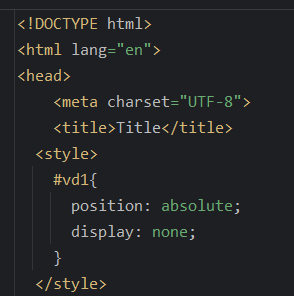 <!DOCTYPE html>
<html lang="en">
<head>
    <meta charset="UTF-8">
    <title>Title</title>
  <style>
    #vd1{
      position: absolute;
      display: none;
    }
  </style>